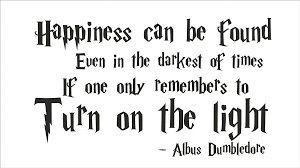 Happiness can be found
Even in the darkest of times
If one only remembers to
Turn on the light
- Albus Dumbledore